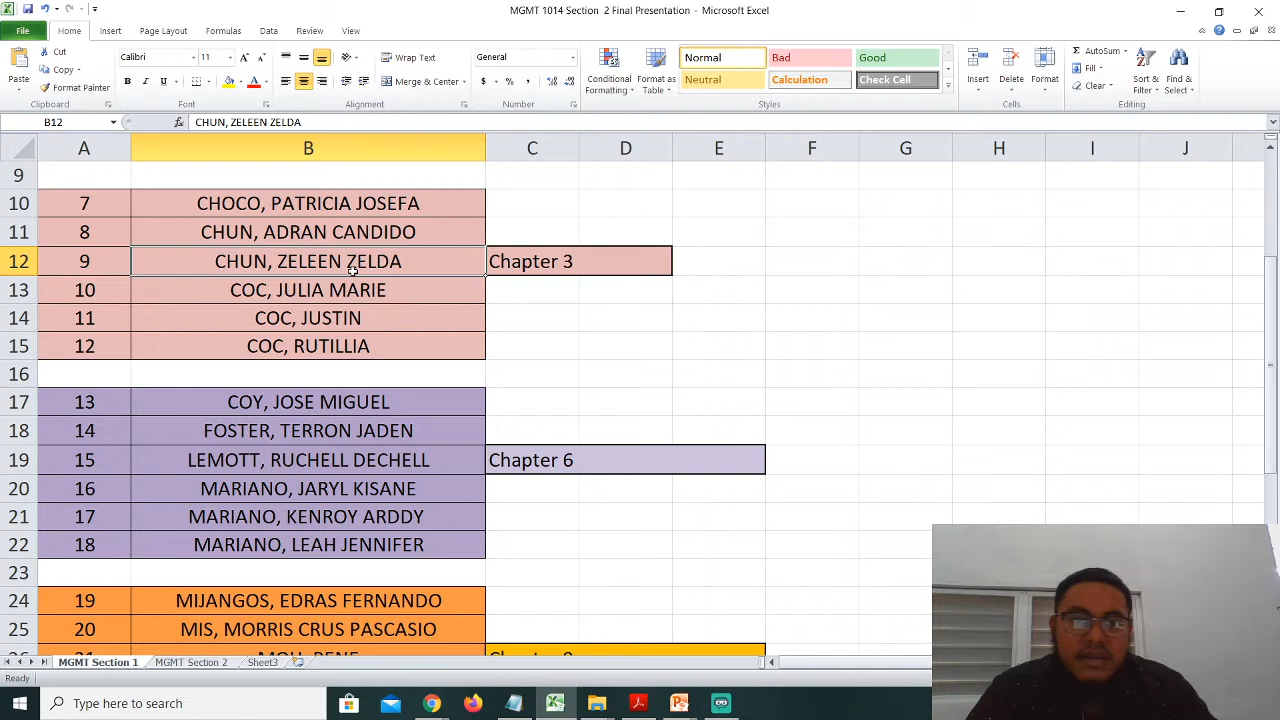 MGMT 1014 Section 2 Final Presentation - Microsoft Excel
File Home Insert Page Layout Formulas Data Review View
Cut
Copy
Format Painter
Paste
Clipboard
Calibri 11
B I U
Font
Wrap Text
Merge & Center
Alignment
General
$ % ,
Number
Conditional Formatting
Format as Table
Normal Bad Good
Neutral Calculation Check Cell
Styles
Insert Delete Format
Cells
AutoSum
Fill
Clear
Sort & Filter
Find & Select
Editing
B12 fx CHUN, ZELEEN ZELDA
A B C D E F G H I J
9
10 7 CHOCO, PATRICIA JOSEFA
11 8 CHUN, ADRAN CANDIDO
12 9 CHUN, ZELEEN ZELDA Chapter 3
13 10 COC, JULIA MARIE
14 11 COC, JUSTIN
15 12 COC, RUTILLIA
16
17 13 COY, JOSE MIGUEL
18 14 FOSTER, TERRON JADEN
19 15 LEMOTT, RUCHELL DECHELL Chapter 6
20 16 MARIANO, JARYL KISANE
21 17 MARIANO, KENROY ARDDY
22 18 MARIANO, LEAH JENNIFER
23
24 19 MIJANGOS, EDRAS FERNANDO
25 20 MIS, MORRIS CRUS PASCASIO
MGMT Section 1 MGMT Section 2 Sheet3
Ready
Type here to search